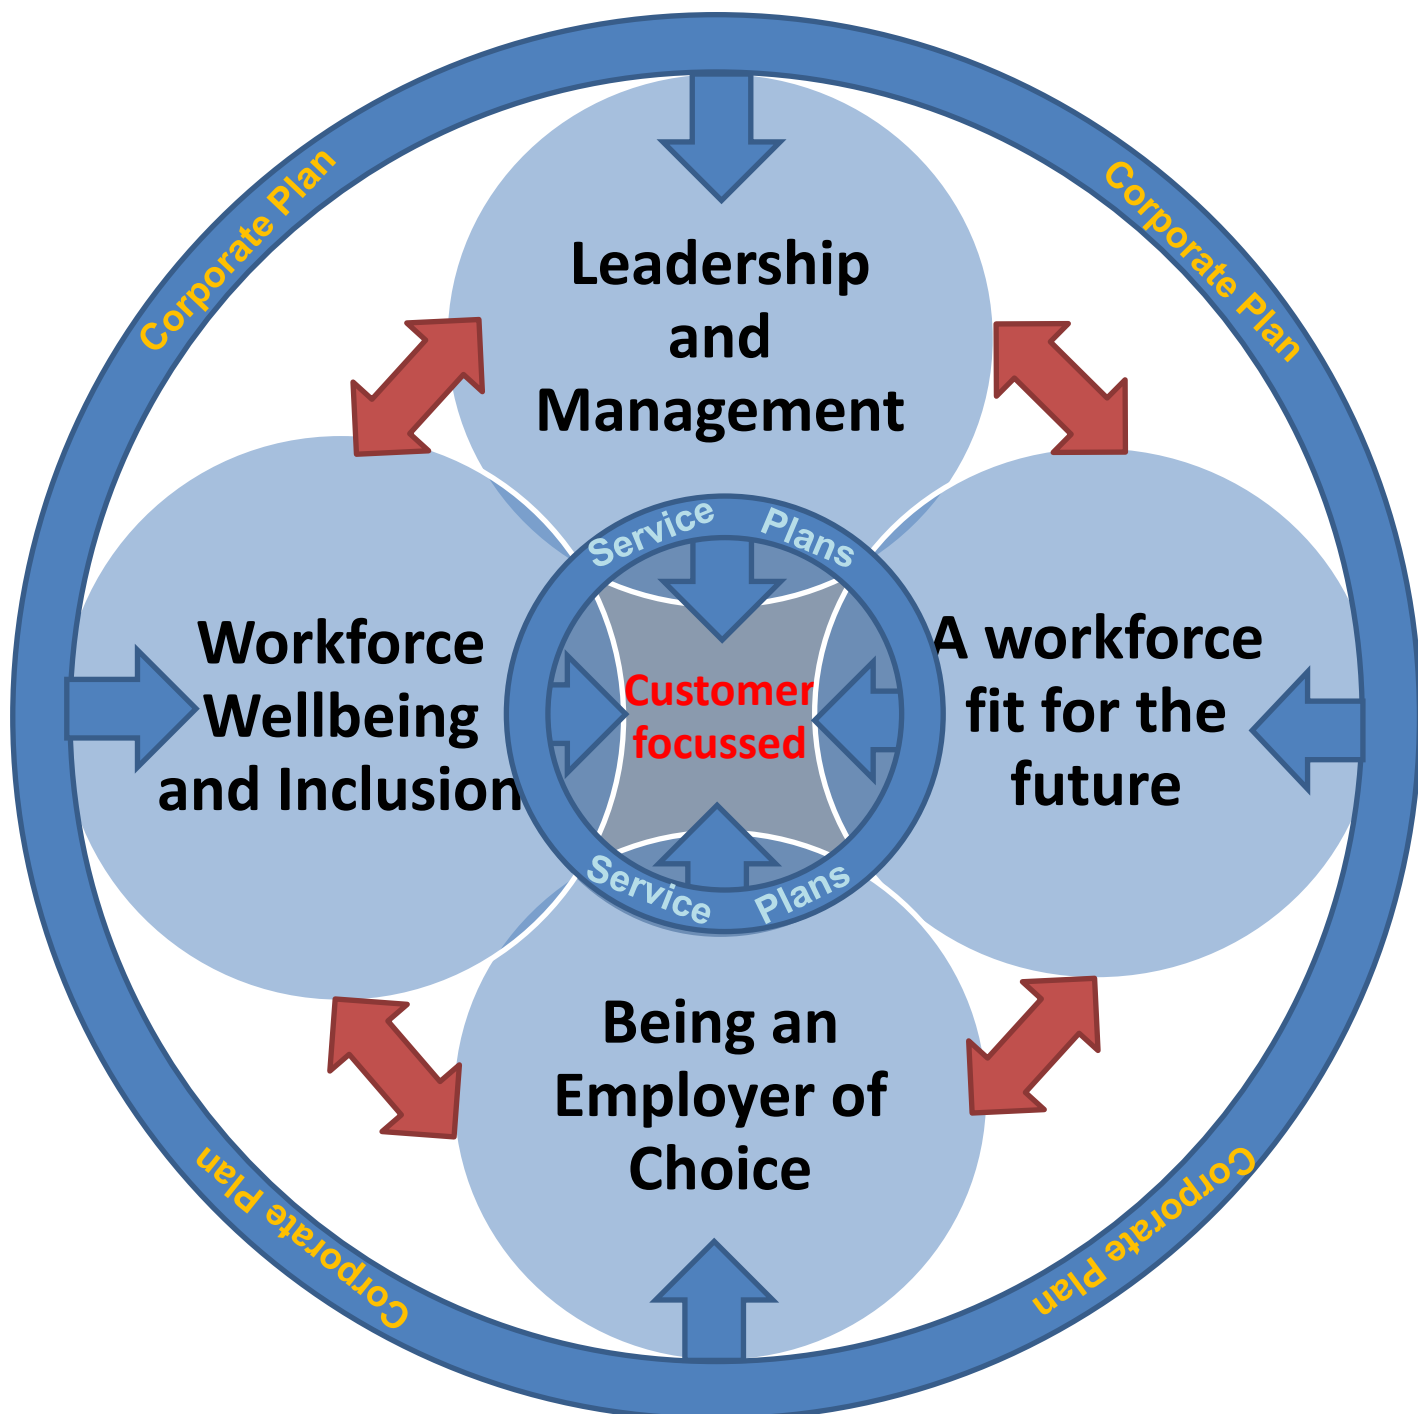 Corporate Plan
Corporate Plan
Leadership
and
Management
Service Plans
Workforce
Wellbeing
and Inclusion
Customer
focussed
A workforce
fit for the
future
Service Plans
Being an
Employer of
Choice
Corporate Plan
Corporate Plan